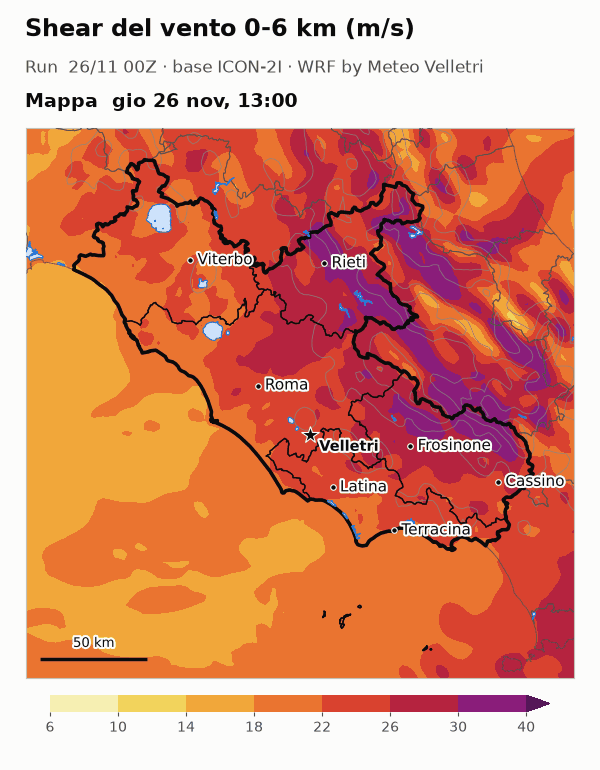 Shear del vento 0-6 km (m/s)
Run  26/11 00Z · base ICON-2I · WRF by Meteo Velletri
Mappa  gio 26 nov, 13:00
Viterbo
Rieti
Roma
Velletri
Frosinone
Latina
Cassino
Terracina
50 km
6 10 14 18 22 26 30 40